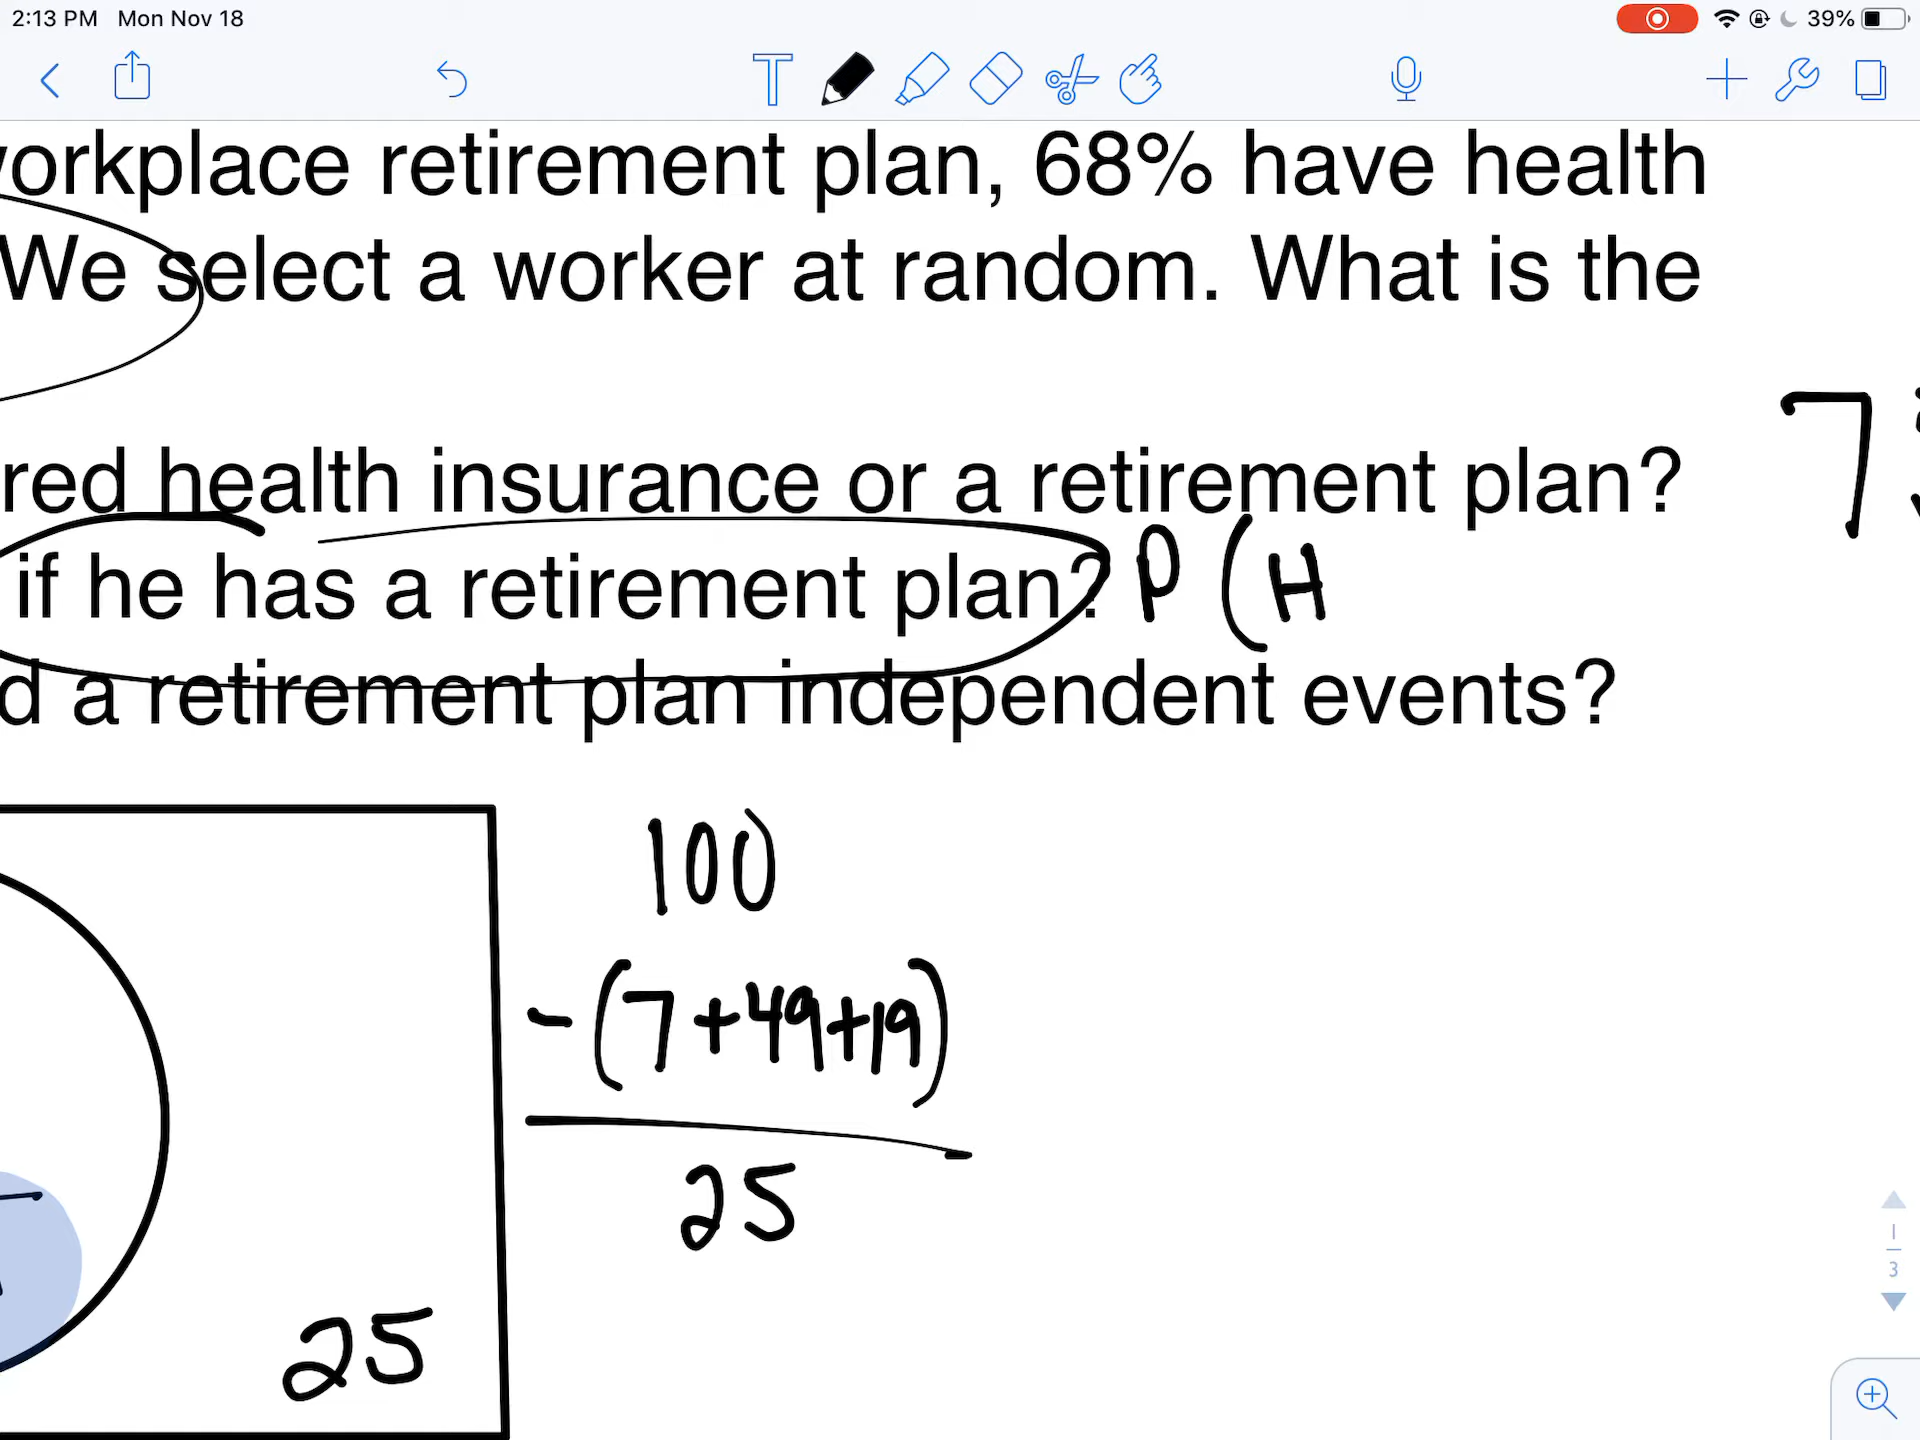 2:13 PM Mon Nov 18 39%
T
workplace retirement plan, 68% have health
We select a worker at random. What is the
red health insurance or a retirement plan? 7
if he has a retirement plan? P(H
d a retirement plan independent events?
100
-(7+49+19)
25
25
1
3